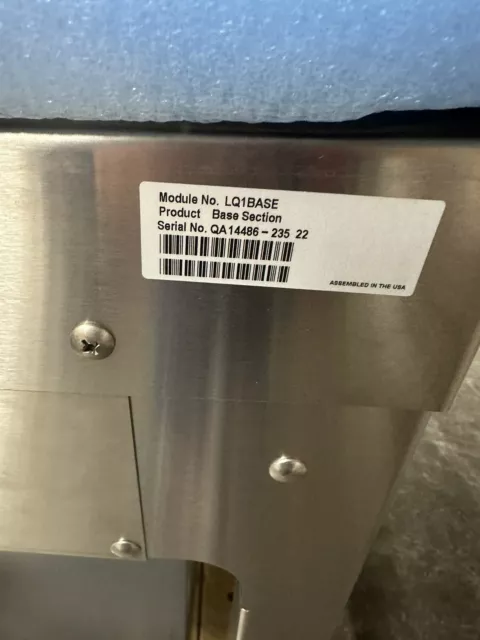 Module No. LQ1BASE
Product Base Section
Serial No. QA14486-235 22
ASSEMBLED IN THE USA